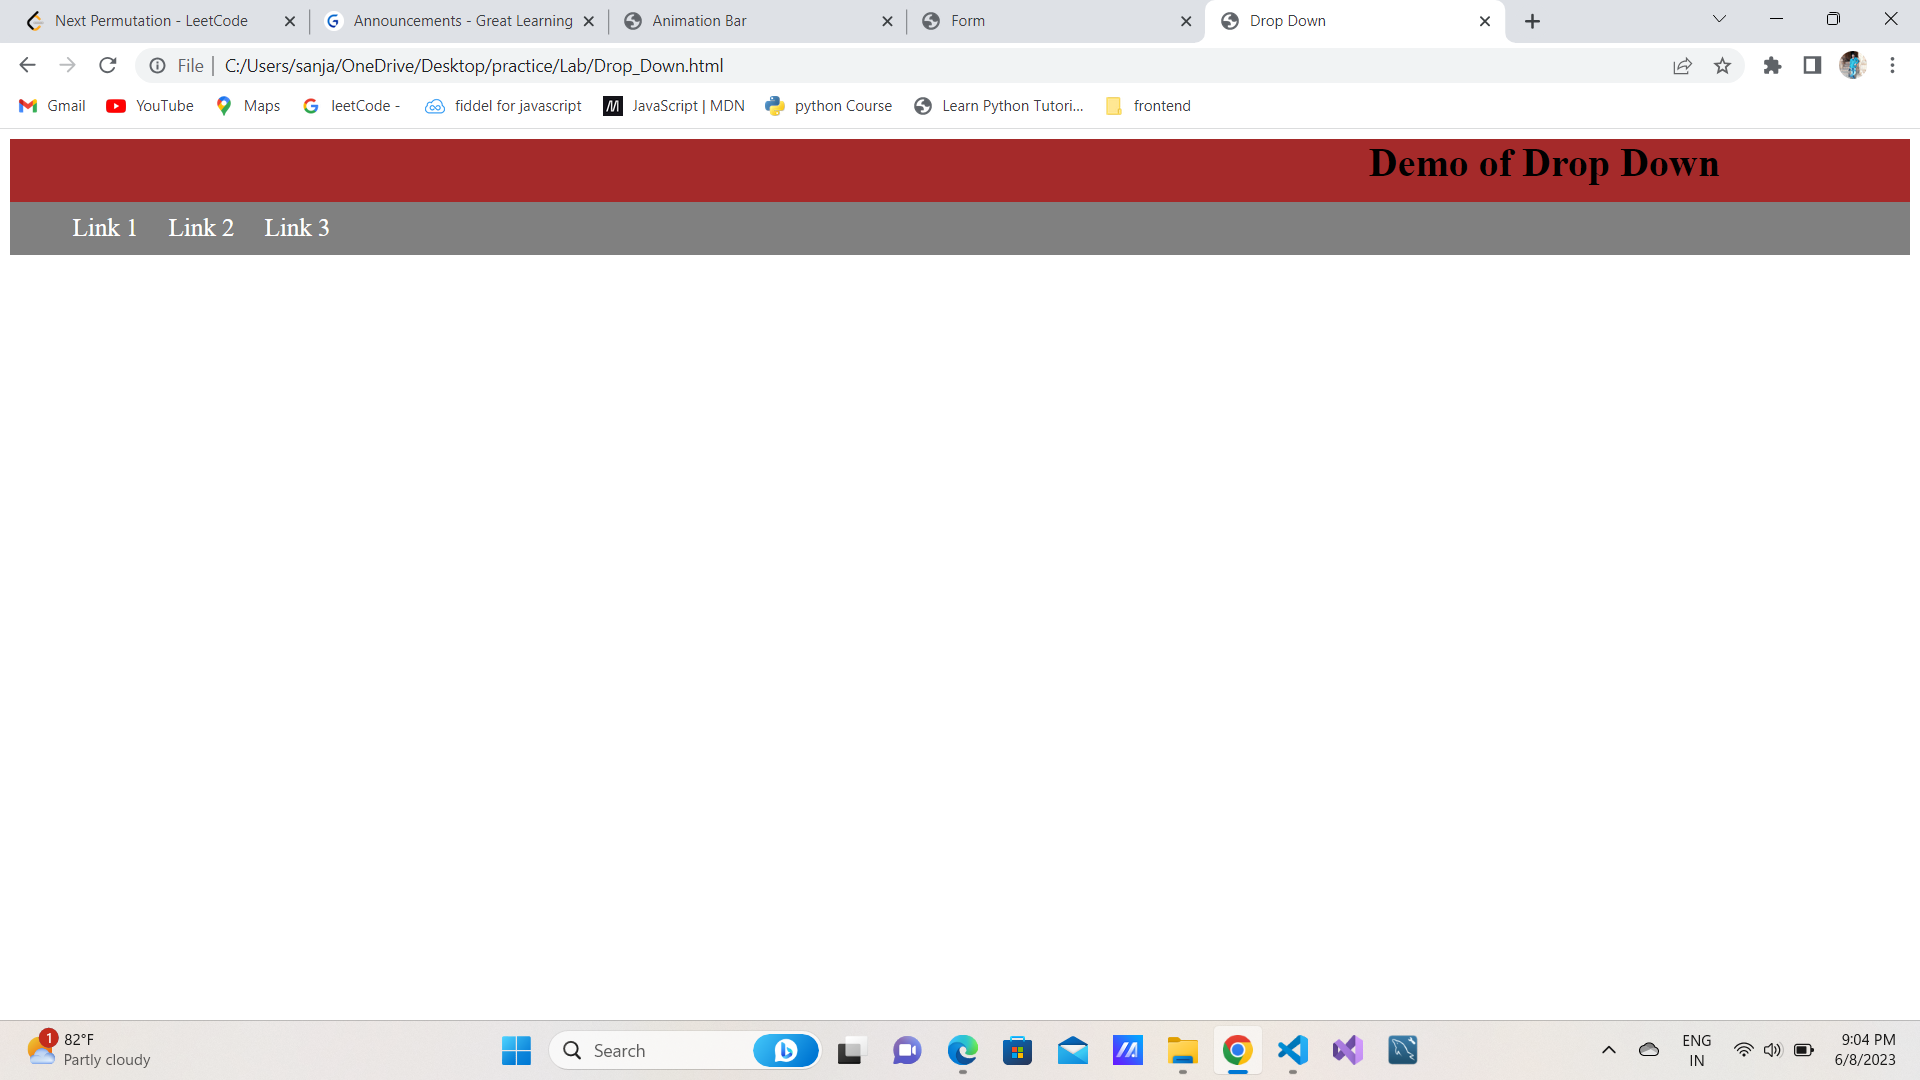 Next Permutation - LeetCode
Announcements - Great Learning
Animation Bar
Form
Drop Down
File
C:/Users/sanja/OneDrive/Desktop/practice/Lab/Drop_Down.html
Gmail
YouTube
Maps
leetCode -
fiddel for javascript
JavaScript | MDN
python Course
Learn Python Tutori...
frontend
Demo of Drop Down
Link 1 Link 2 Link 3
1
82°F
Partly cloudy
Search
ENG
IN
9:04 PM
6/8/2023